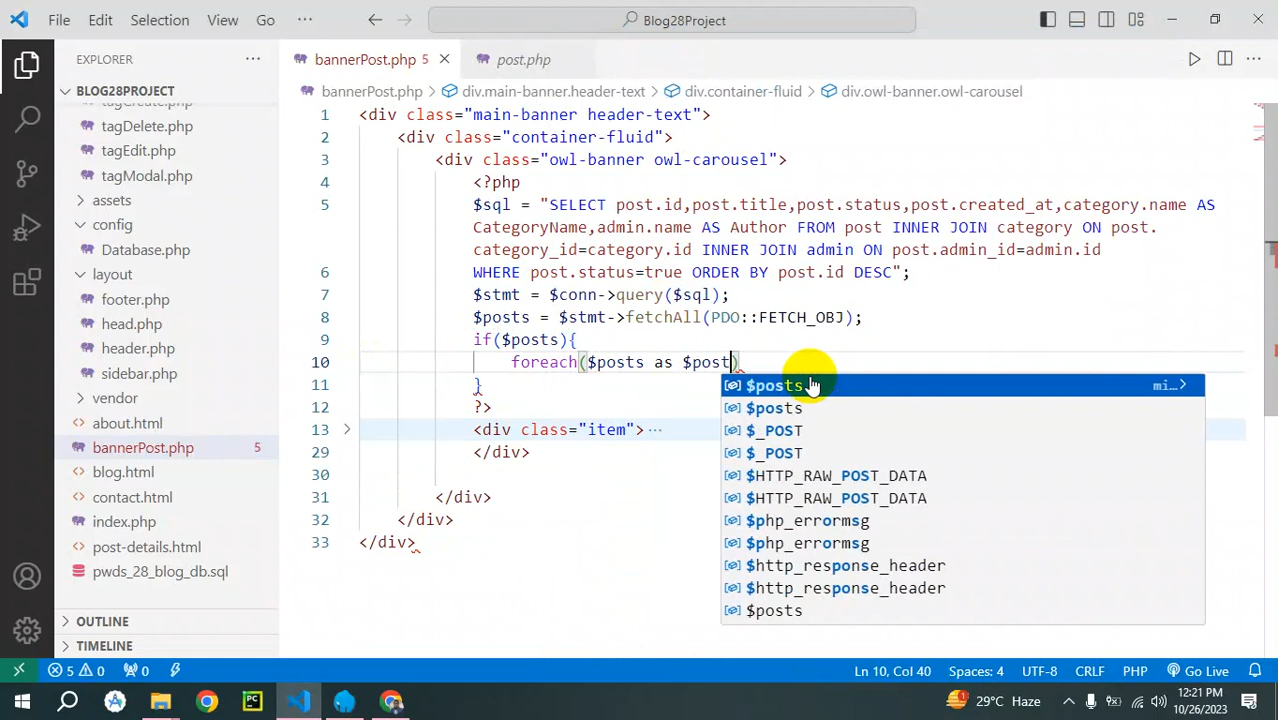 File Edit Selection View Go ··· Blog28Project
EXPLORER ···
BLOG28PROJECT
tagCreate.php
tagDelete.php
tagEdit.php
tagModal.php
assets
config
Database.php
layout
footer.php
head.php
header.php
sidebar.php
vendor
about.html
bannerPost.php 5
blog.html
contact.html
index.php
post-details.html
pwds_28_blog_db.sql
OUTLINE
TIMELINE
bannerPost.php 5 post.php
bannerPost.php > div.main-banner.header-text > div.container-fluid > div.owl-banner.owl-carousel
1 <div class="main-banner header-text">
2 <div class="container-fluid">
3 <div class="owl-banner owl-carousel">
4 <?php
5 $sql = "SELECT post.id,post.title,post.status,post.created_at,category.name AS
CategoryName,admin.name AS Author FROM post INNER JOIN category ON post.
category_id=category.id INNER JOIN admin ON post.admin_id=admin.id
6 WHERE post.status=true ORDER BY post.id DESC";
7 $stmt = $conn->query($sql);
8 $posts = $stmt->fetchAll(PDO::FETCH_OBJ);
9 if($posts){
10 foreach($posts as $post)
11 }
12 ?>
13 <div class="item"> ···
29 </div>
30
31 </div>
32 </div>
33 </div>
$posts mi...
$posts
$_POST
$_POST
$HTTP_RAW_POST_DATA
$HTTP_RAW_POST_DATA
$php_errormsg
$php_errormsg
$http_response_header
$http_response_header
$posts
5 0 0 Ln 10, Col 40 Spaces: 4 UTF-8 CRLF PHP Go Live
PC 29°C Haze 12:21 PM
10/26/2023